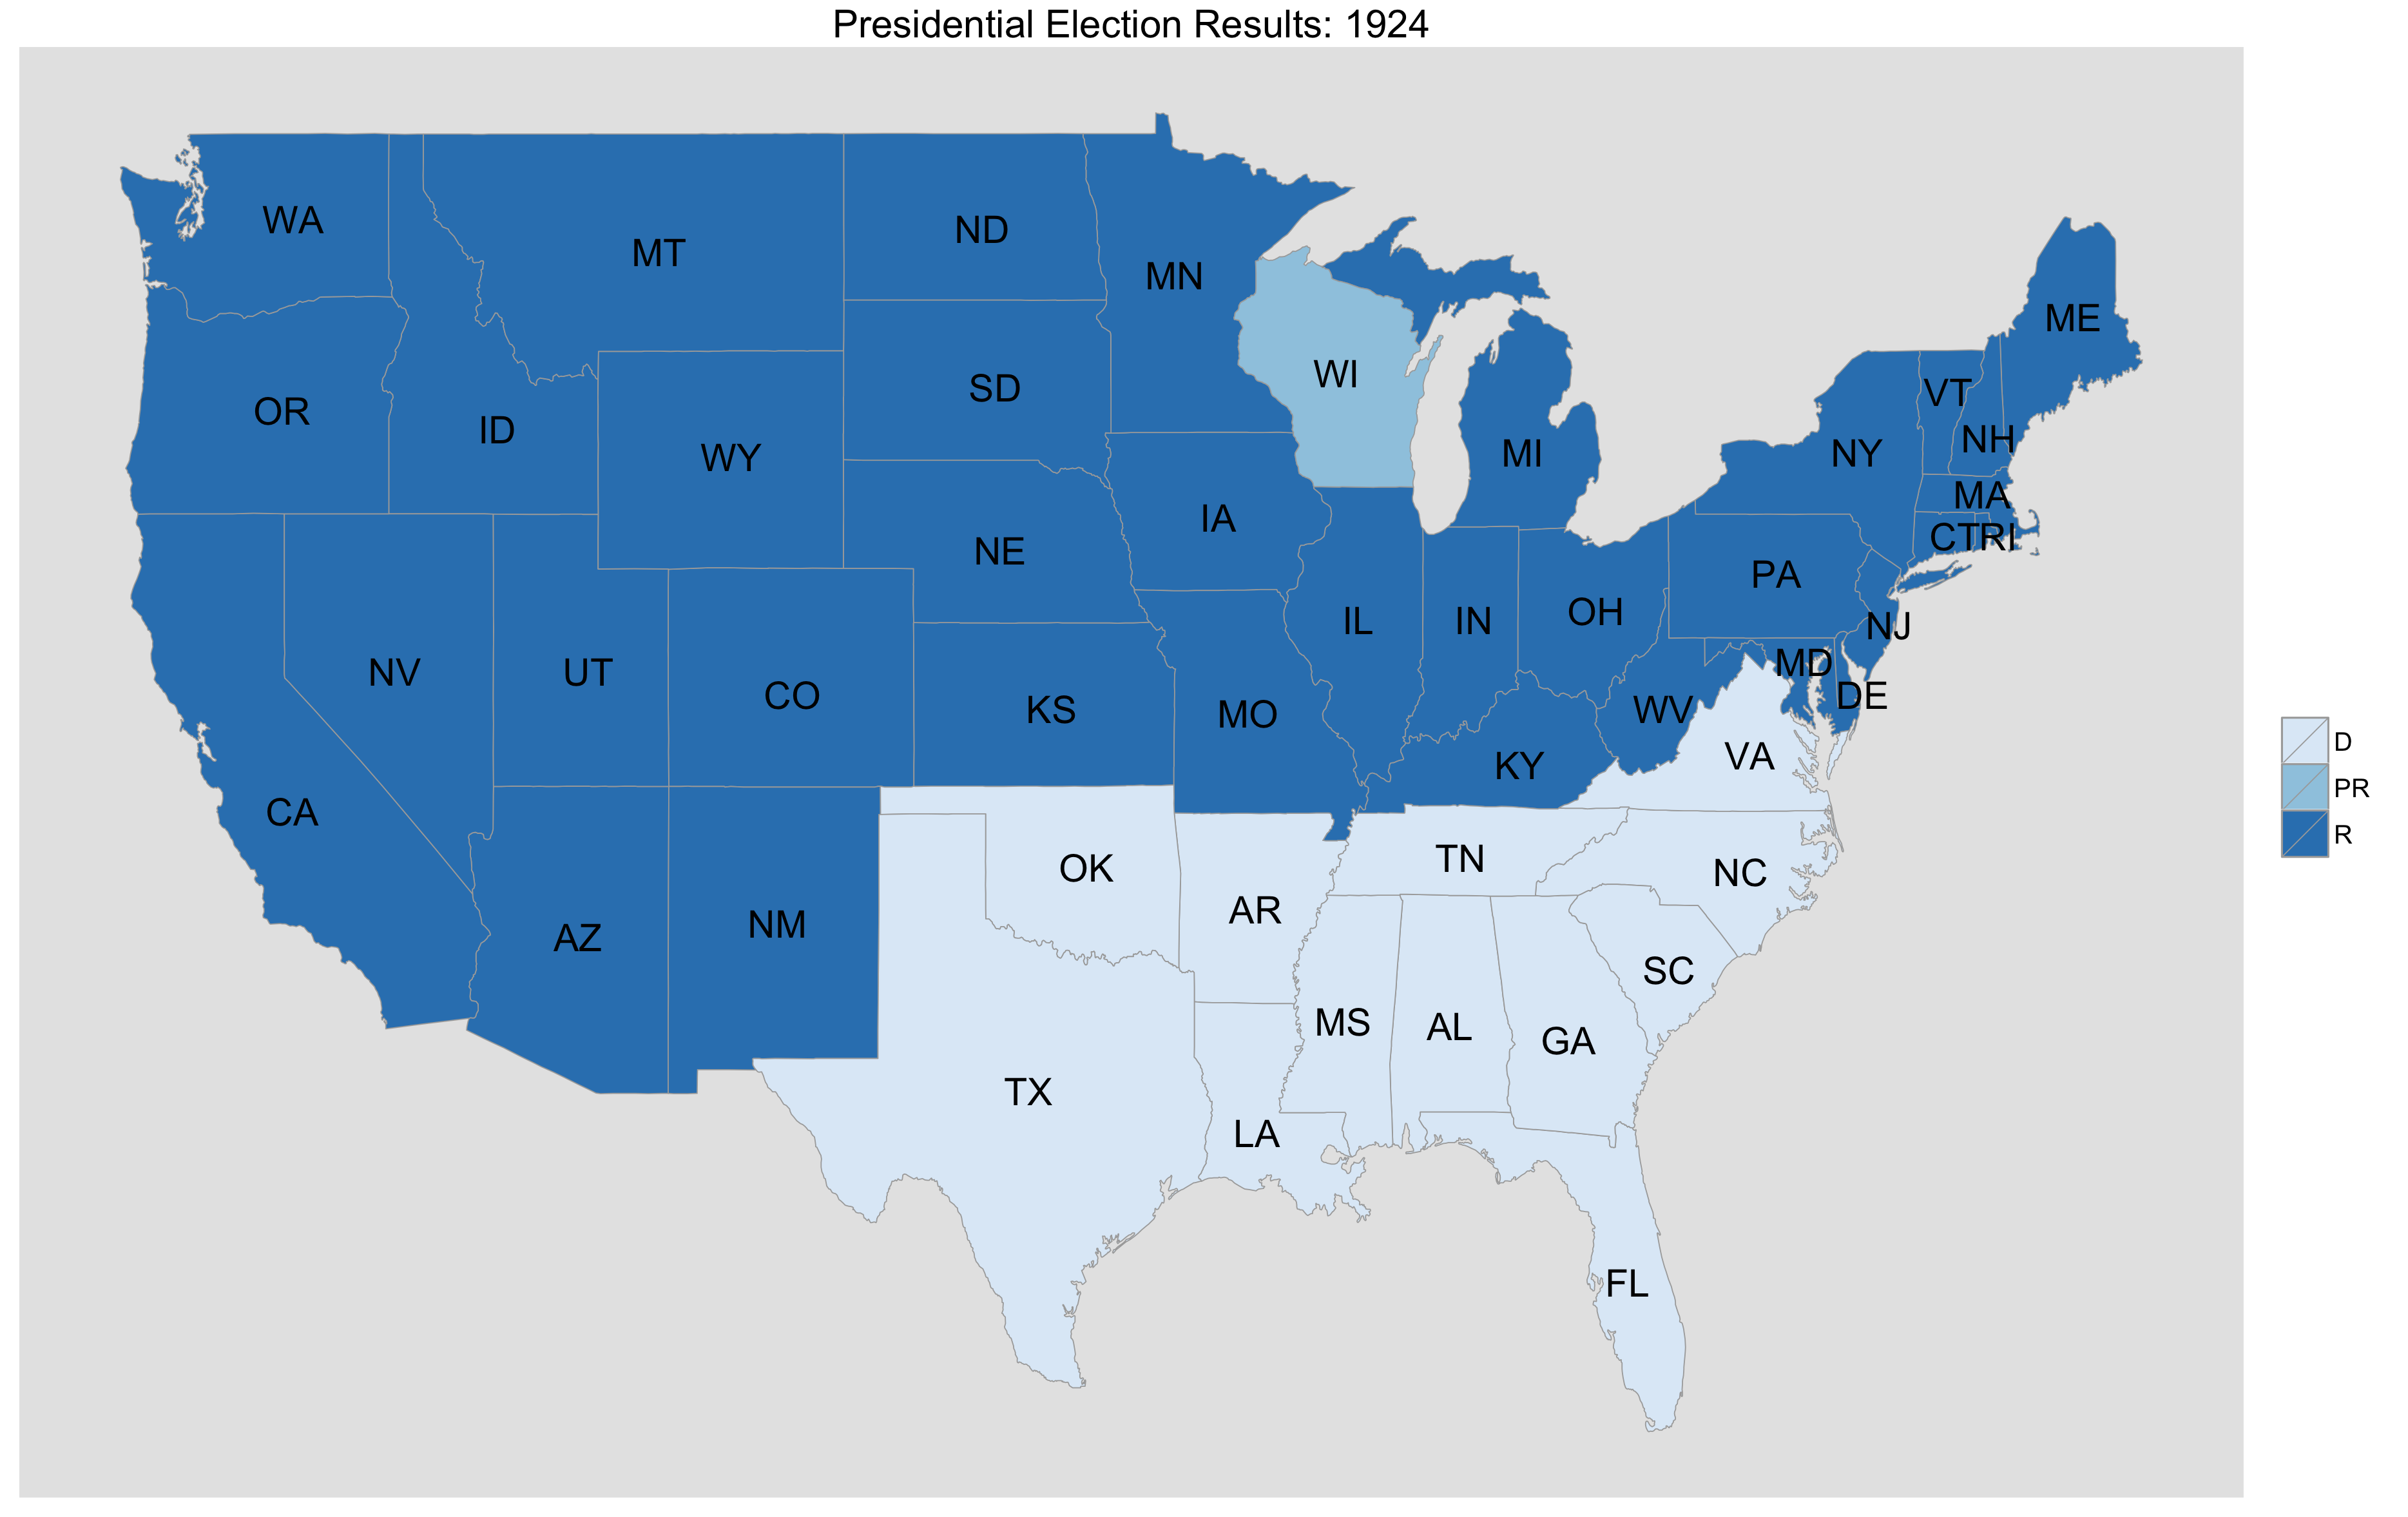 Presidential Election Results: 1924
WA
MT
ND
MN
ME
OR
ID
WY
SD
WI
MI
NY
VT
NH
MA
CT
RI
IA
NE
PA
NJ
IL
IN
OH
MD
DE
NV
UT
CO
KS
MO
WV
KY
VA
CA
D
PR
R
AZ
NM
OK
AR
TN
NC
SC
TX
LA
MS
AL
GA
FL